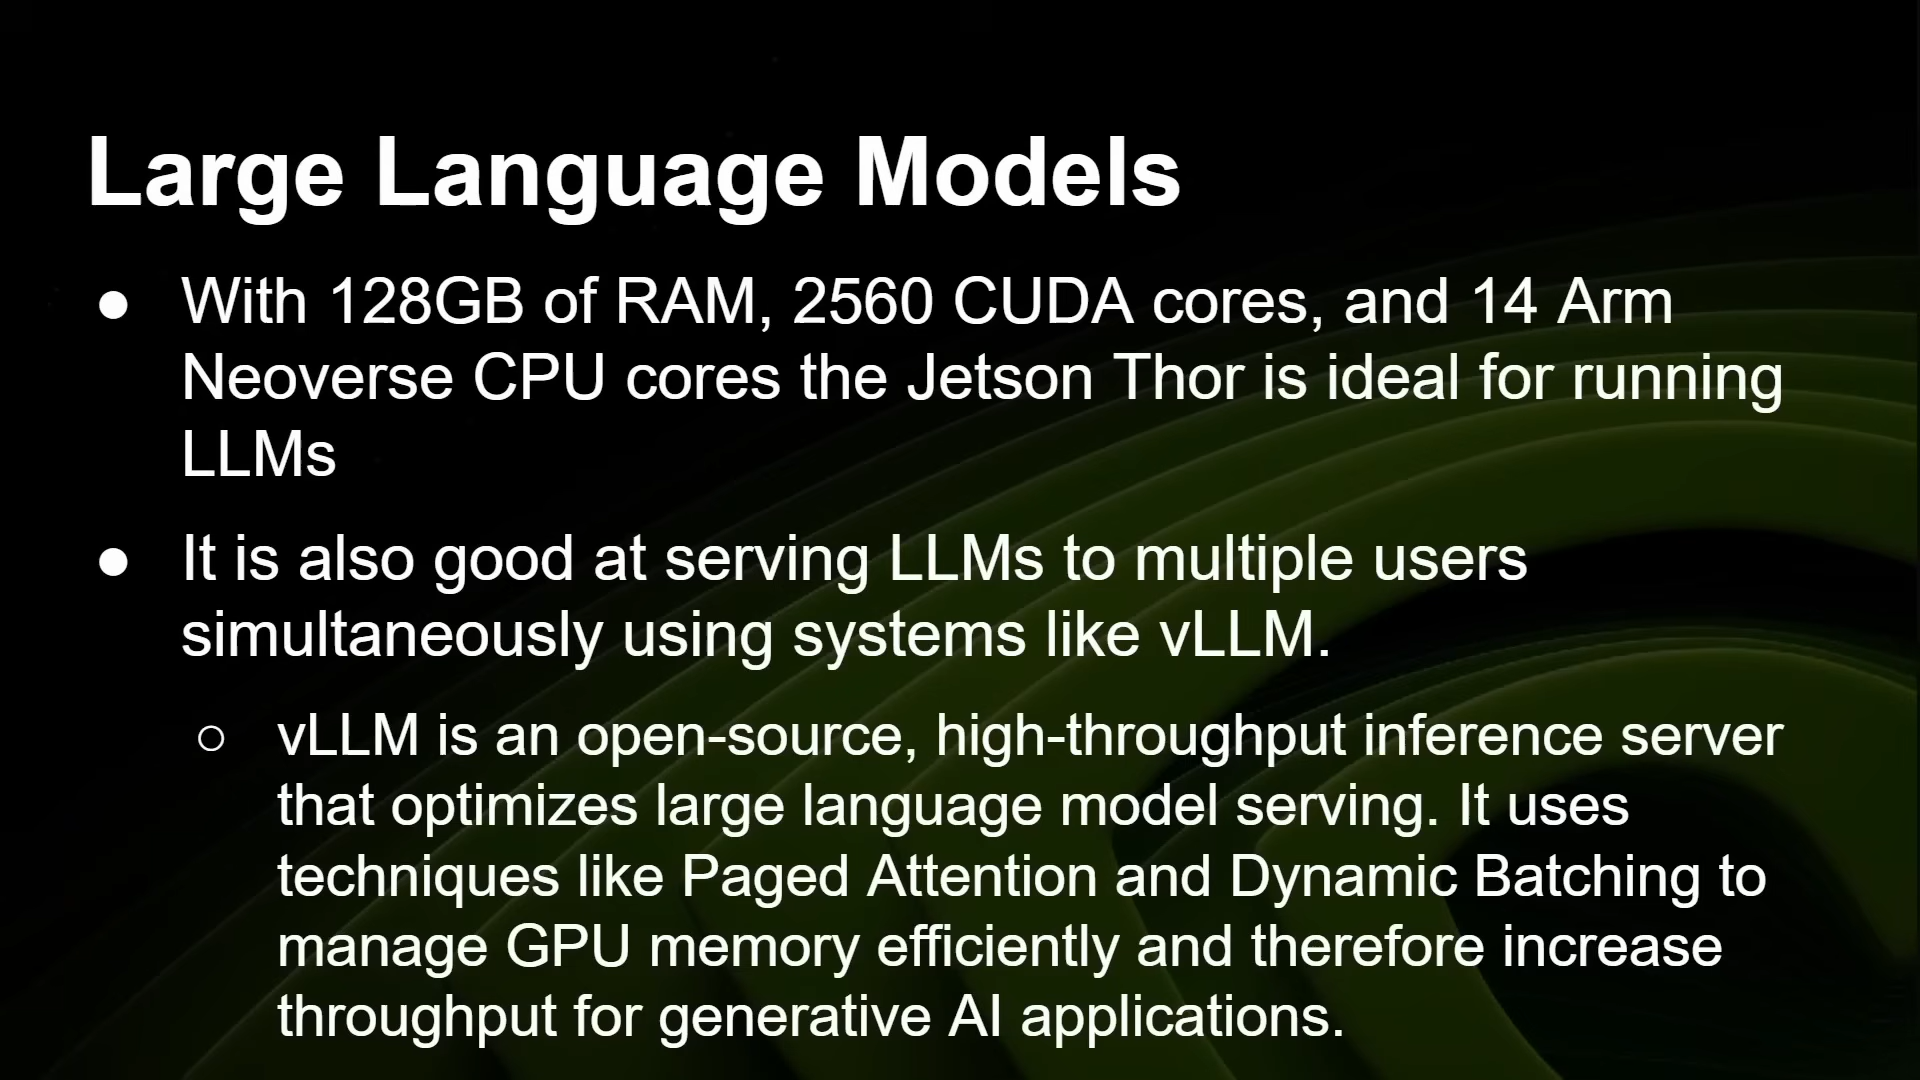 Large Language Models
● With 128GB of RAM, 2560 CUDA cores, and 14 Arm
Neoverse CPU cores the Jetson Thor is ideal for running
LLMs
● It is also good at serving LLMs to multiple users
simultaneously using systems like vLLM.
○ vLLM is an open-source, high-throughput inference server
that optimizes large language model serving. It uses
techniques like Paged Attention and Dynamic Batching to
manage GPU memory efficiently and therefore increase
throughput for generative AI applications.